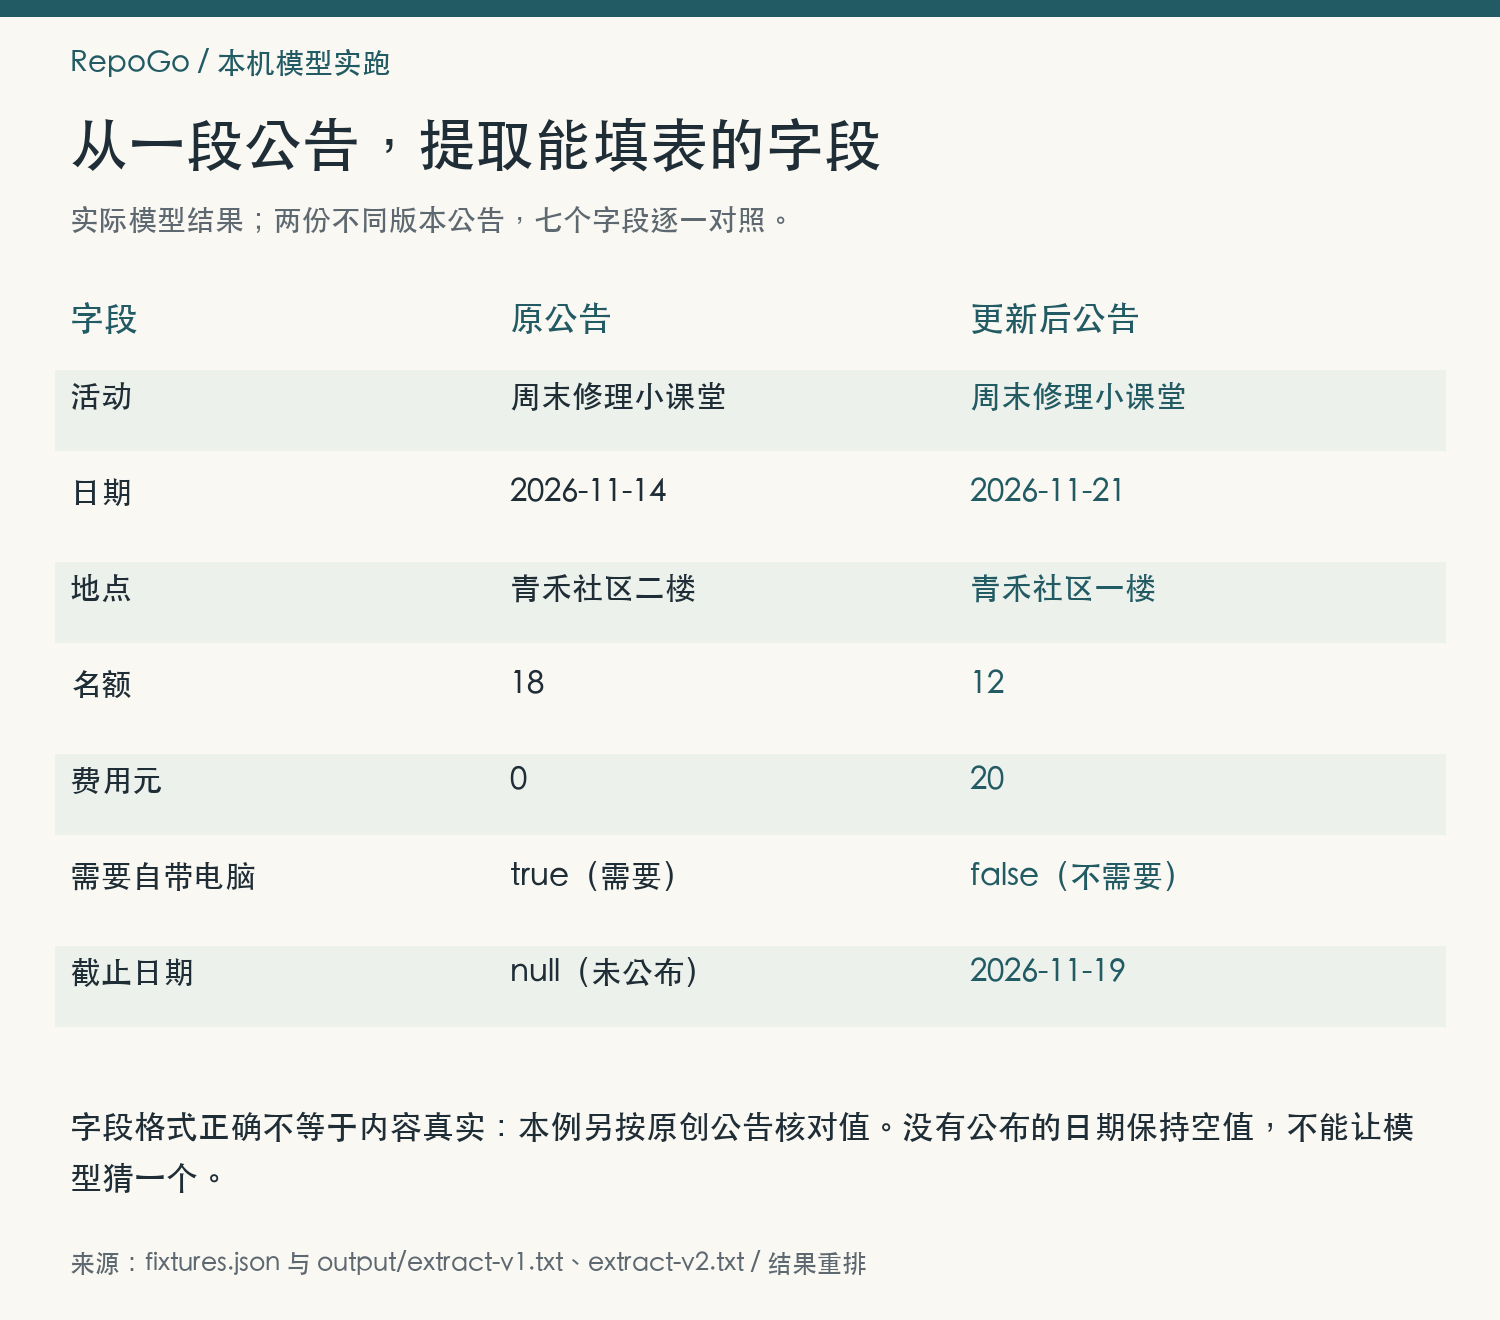 RepoGo / 本机模型实跑
从一段公告，提取能填表的字段
实际模型结果；两份不同版本公告，七个字段逐一对照。
字段 原公告 更新后公告
活动 周末修理小课堂 周末修理小课堂
日期 2026-11-14 2026-11-21
地点 青禾社区二楼 青禾社区一楼
名额 18 12
费用元 0 20
需要自带电脑 true（需要） false（不需要）
截止日期 null（未公布） 2026-11-19
字段格式正确不等于内容真实：本例另按原创公告核对值。没有公布的日期保持空值，不能让模
型猜一个。
来源：fixtures.json 与 output/extract-v1.txt、extract-v2.txt / 结果重排